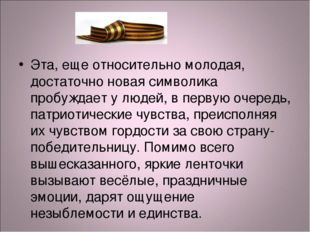 • Эта, еще относительно молодая,
достаточно новая символика
пробуждает у людей, в первую очередь,
патриотические чувства, преисполняя
их чувством гордости за свою страну-
победительницу. Помимо всего
вышесказанного, яркие ленточки
вызывают весёлые, праздничные
эмоции, дарят ощущение
незыблемости и единства.